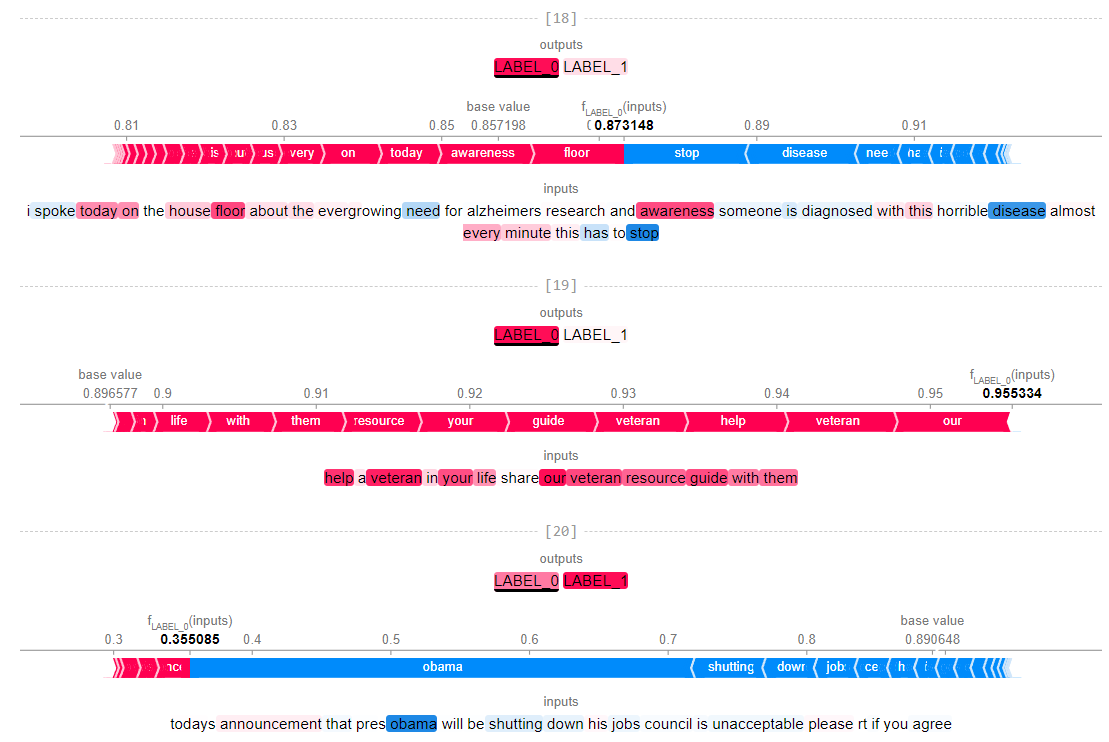 [18]
outputs
LABEL_0 LABEL_1
base value fLABEL_0(inputs)
0.81 0.83 0.85 0.857198 0.873148 0.89 0.91
is us very on today awareness floor stop disease nee
inputs
i spoke today on the house floor about the evergrowing need for alzheimers research and awareness someone is diagnosed with this horrible disease almost
every minute this has to stop
[19]
outputs
LABEL_0 LABEL_1
base value fLABEL_0(inputs)
0.896577 0.9 0.91 0.92 0.93 0.94 0.95 0.955334
life with them resource your guide veteran help veteran our
inputs
help a veteran in your life share our veteran resource guide with them
[20]
outputs
LABEL_0 LABEL_1
fLABEL_0(inputs) base value
0.3 0.355085 0.4 0.5 0.6 0.7 0.8 0.890648
obama shutting down job ce h
inputs
todays announcement that pres obama will be shutting down his jobs council is unacceptable please rt if you agree